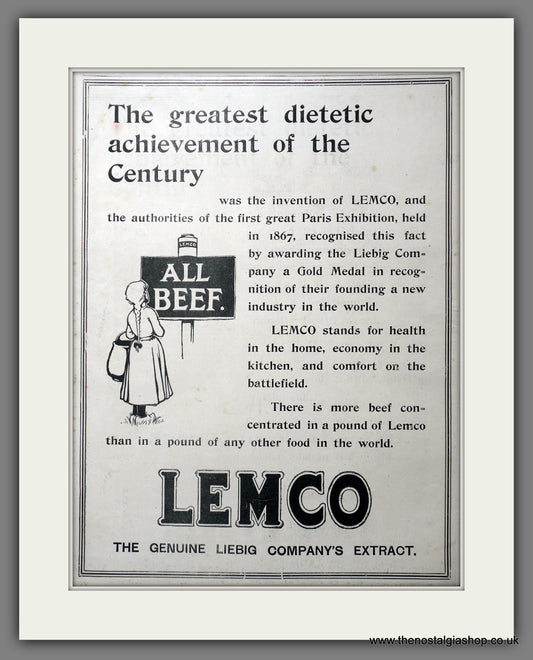 The greatest dietetic
achievement of the
Century
was the invention of LEMCO, and
the authorities of the first great Paris Exhibition, held
in 1867, recognised this fact
by awarding the Liebig Com-
pany a Gold Medal in recog-
nition of their founding a new
industry in the world.
LEMCO
ALL
BEEF.
LEMCO stands for health
in the home, economy in the
kitchen, and comfort on the
battlefield.
There is more beef con-
centrated in a pound of Lemco
than in a pound of any other food in the world.
LEMCO
THE GENUINE LIEBIG COMPANY'S EXTRACT.
www.thenostalgiashop.co.uk